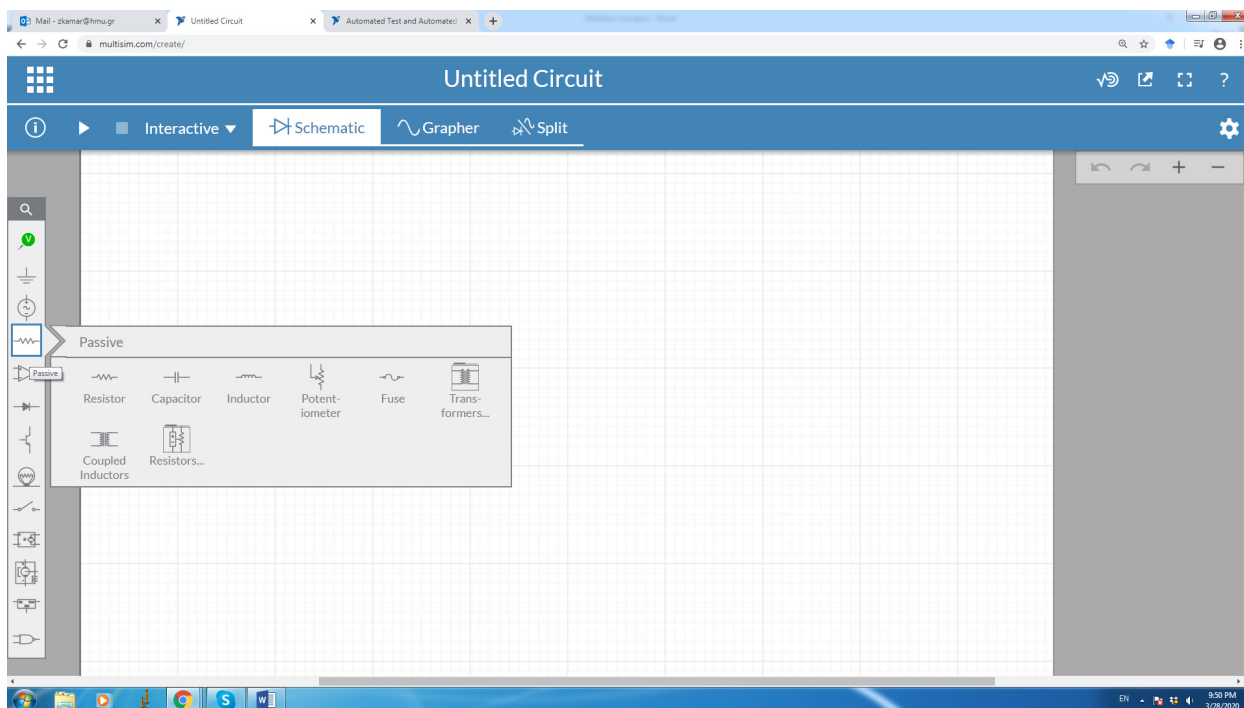 Mail - zkamar@hmu.gr
Untitled Circuit
Automated Test and Automated
multisim.com/create/
Untitled Circuit
?
Interactive
Schematic
Grapher
Split
V
Passive
Passive
Resistor
Capacitor
Inductor
Potent-
iometer
Fuse
Trans-
formers...
Coupled
Inductors
Resistors...
EN
9:50 PM
3/28/2020